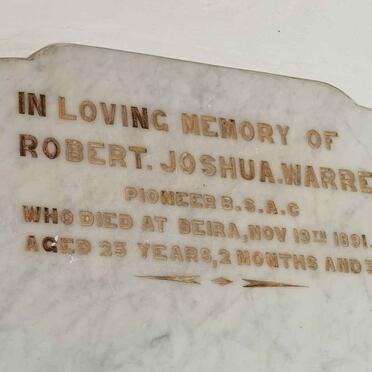 IN LOVING MEMORY OF
ROBERT. JOSHUA. WARRE
PIONEER B.S.A.C
WHO DIED AT BEIRA, NOV 19TH 1891.
AGED 25 YEARS, 2 MONTHS AND